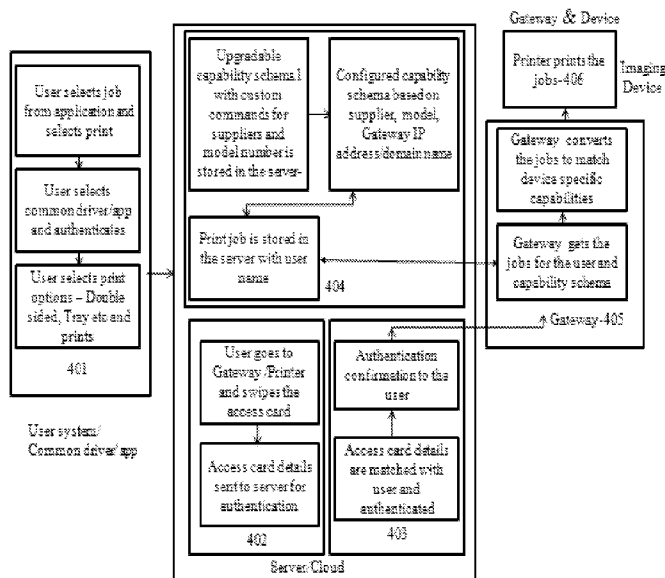 User selects job
from application and
selects print
User selects
common driver/app
and authenticates
User selects print
options – Double
sided, Tray etc and
prints
401
User system/
Common driver/app
Upgradable
capability schema1
with custom
commands for
suppliers and
model number is
stored in the server-
Configured capability
schema based on
supplier, model,
Gateway IP
address/domain name
Print job is stored in
the server with user
name
404
User goes to
Gateway /Printer
and swipes the
access card
Access card details
sent to server for
authentication
402
Authentication
confirmation to the
user
Access card details
are matched with
user and
authenticated
403
Server/Cloud
Gateway & Device
Printer prints the
jobs-406
Imaging
Device
Gateway converts
the jobs to match
device specific
capabilities
Gateway gets the
jobs for the user and
capability schema
Gateway-405